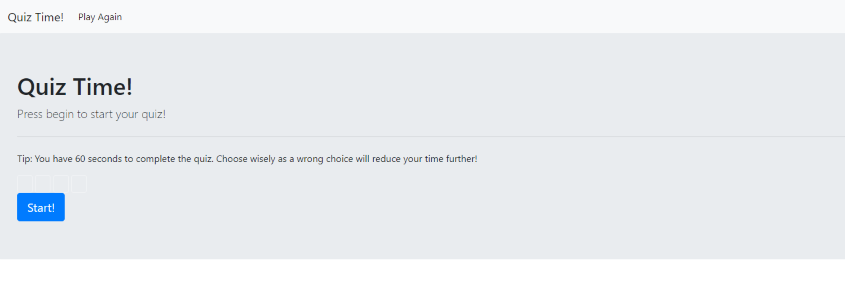 Quiz Time! Play Again
Quiz Time!
Press begin to start your quiz!
Tip: You have 60 seconds to complete the quiz. Choose wisely as a wrong choice will reduce your time further!
Start!